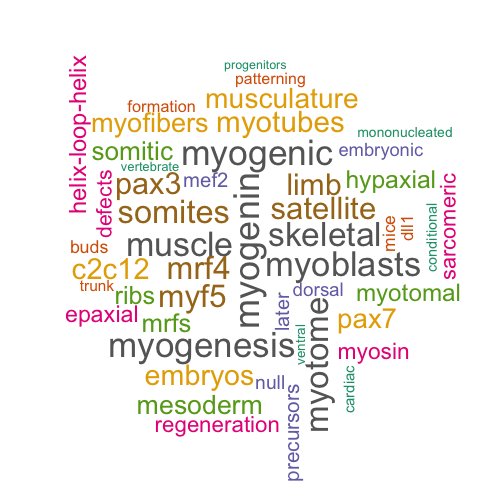 progenitors
patterning
formation
musculature
helix-loop-helix
myofibers
myotubes
mononucleated
somitic
myogenic
embryonic
vertebrate
defects
pax3
mef2
limb
hypaxial
sarcomeric
somites
myogenin
satellite
mice
dll1
conditional
buds
muscle
skeletal
c2c12
mrf4
myoblasts
trunk
ribs
myf5
later
dorsal
myotomal
epaxial
mrfs
myotome
pax7
myogenesis
ventral
myosin
embryos
null
cardiac
mesoderm
precursors
regeneration